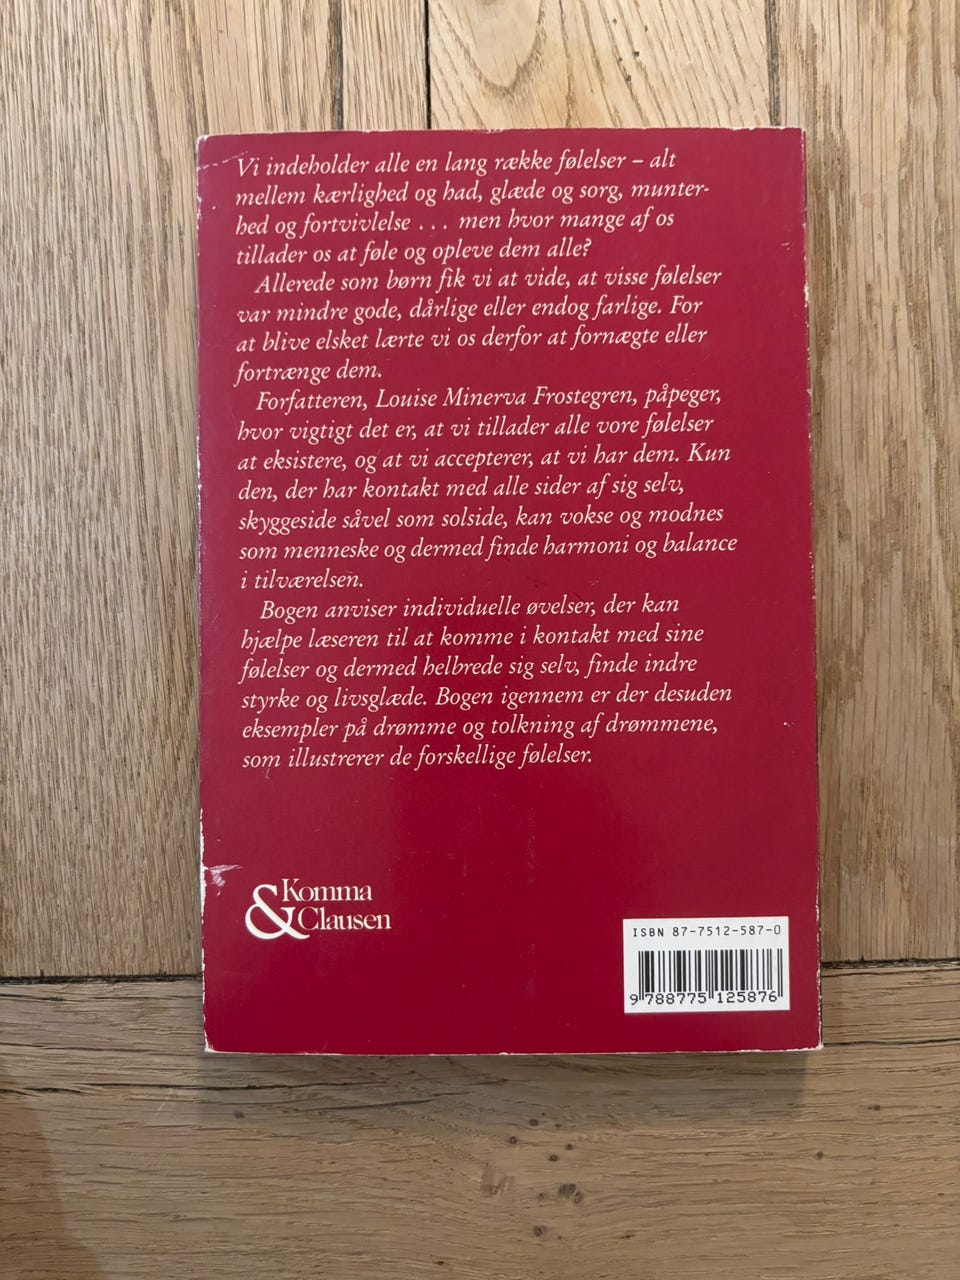 Vi indeholder alle en lang række følelser – alt
mellem kærlighed og had, glæde og sorg, munter-
hed og fortvivlelse . . . men hvor mange af os
tillader os at føle og opleve dem alle?
Allerede som børn fik vi at vide, at visse følelser
var mindre gode, dårlige eller endog farlige. For
at blive elsket lærte vi os derfor at fornægte eller
fortrænge dem.
Forfatteren, Louise Minerva Frostegren, påpeger,
hvor vigtigt det er, at vi tillader alle vore følelser
at eksistere, og at vi accepterer, at vi har dem. Kun
den, der har kontakt med alle sider af sig selv,
skyggeside såvel som solside, kan vokse og modnes
som menneske og dermed finde harmoni og balance
i tilværelsen.
Bogen anviser individuelle øvelser, der kan
hjælpe læseren til at komme i kontakt med sine
følelser og dermed helbrede sig selv, finde indre
styrke og livsglæde. Bogen igennem er der desuden
eksempler på drømme og tolkning af drømmene,
som illustrerer de forskellige følelser.
Komma
& Clausen
ISBN 87-7512-587-0
9 788775 125876